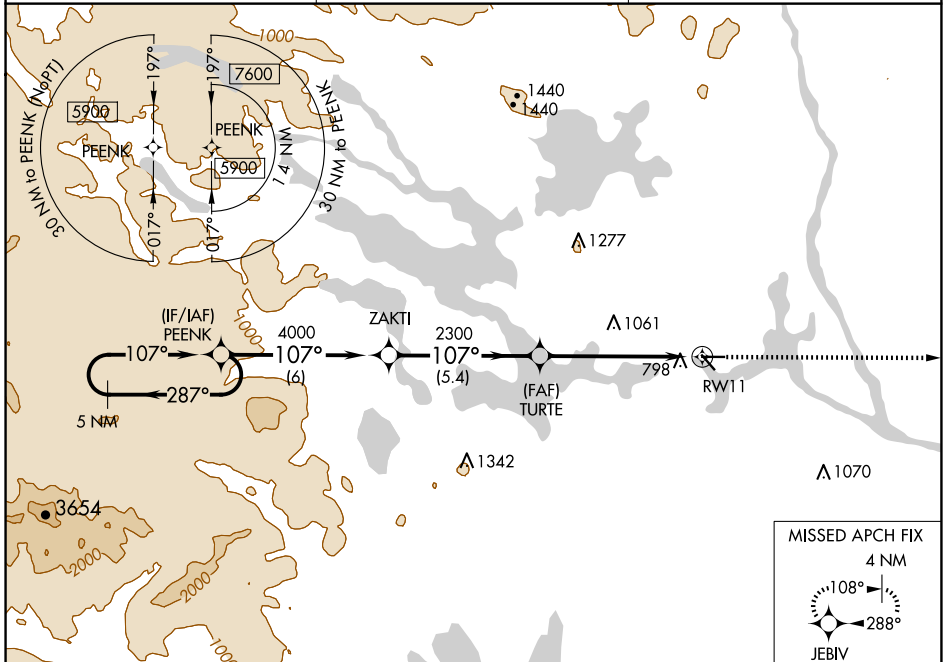 1000
30 NM to PEENK (NoPT)
197°
197°
7600
5900
PEENK
PEENK
5900
14 NM
30 NM to PEENK
017°
017°
1440
1440
1277
1061
(IF/IAF)
PEENK
1000
107°
287°
5 NM
4000
107°
(6)
ZAKTI
2300
107°
(5.4)
(FAF)
TURTE
798
RW11
1342
1070
3654
2000
2000
1000
MISSED APCH FIX
4 NM
108°
288°
JEBIV